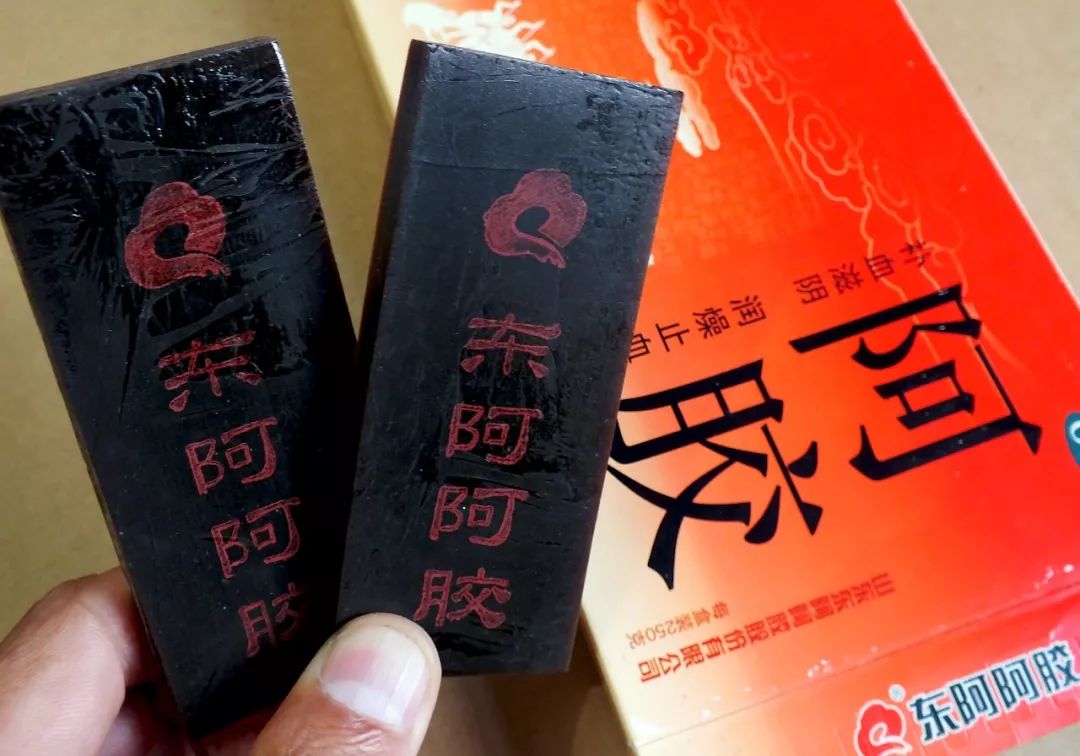 东阿阿胶
东阿阿胶
补血滋阴
润燥止血
阿胶
山东东阿阿胶股份有限公司
每盒装250克
®东阿阿胶